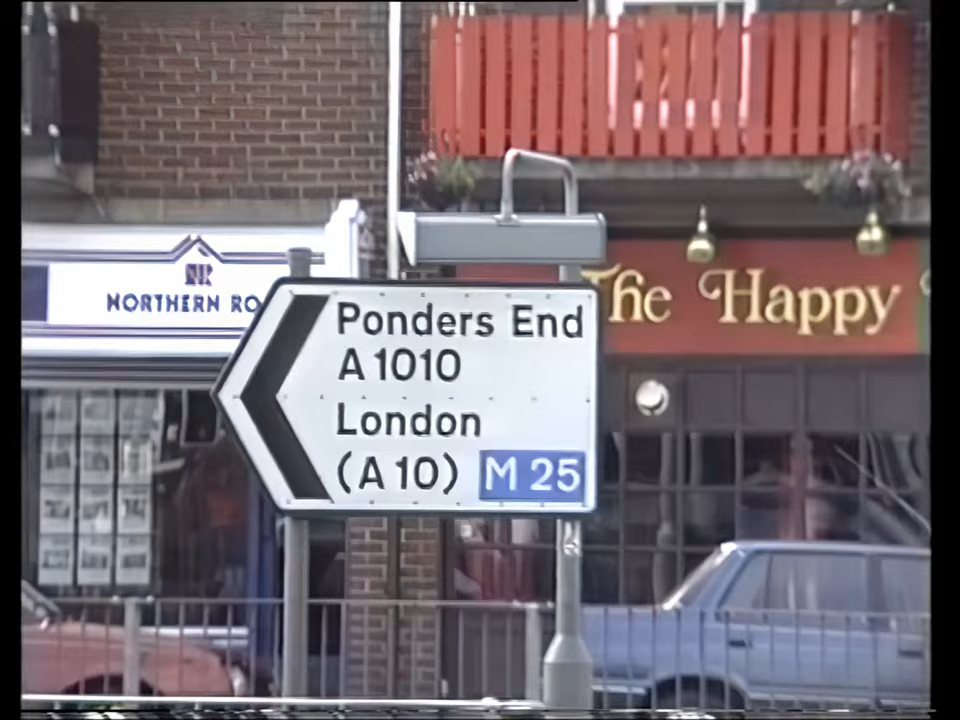 NR
NORTHERN RO
The Happy
Ponders End
A 1010
London
(A 10) M 25